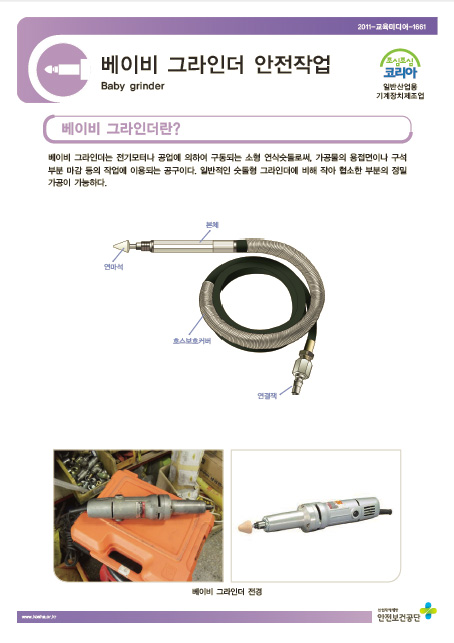 2011-교육미디어-1661
베이비 그라인더 안전작업
Baby grinder
조심조심
코리아
일반산업용
기계장치제조업
베이비 그라인더란?
베이비 그라인더는 전기모터나 공업에 의하여 구동되는 소형 연삭숫돌로써, 가공물의 용접면이나 구석
부분 마감 등의 작업에 이용되는 공구이다. 일반적인 숫돌형 그라인더에 비해 작아 협소한 부분의 정밀
가공이 가능하다.
본체
연마석
호스보호커버
연결잭
베이비 그라인더 전경
www.kosha.or.kr
안전보건공단